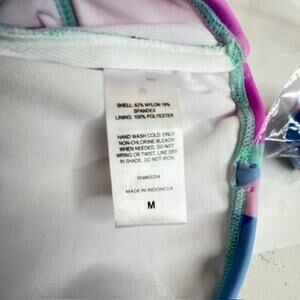 SHELL: 82% NYLON 18%
SPANDEX
LINING: 100% POLYESTER
HAND WASH COLD. ONLY
NON-CHLORINE BLEACH
WHEN NEEDED. DO NOT
WRING OR TWIST. LINE DRY
IN SHADE. DO NOT IRON.
MADE IN INDONESIA
M